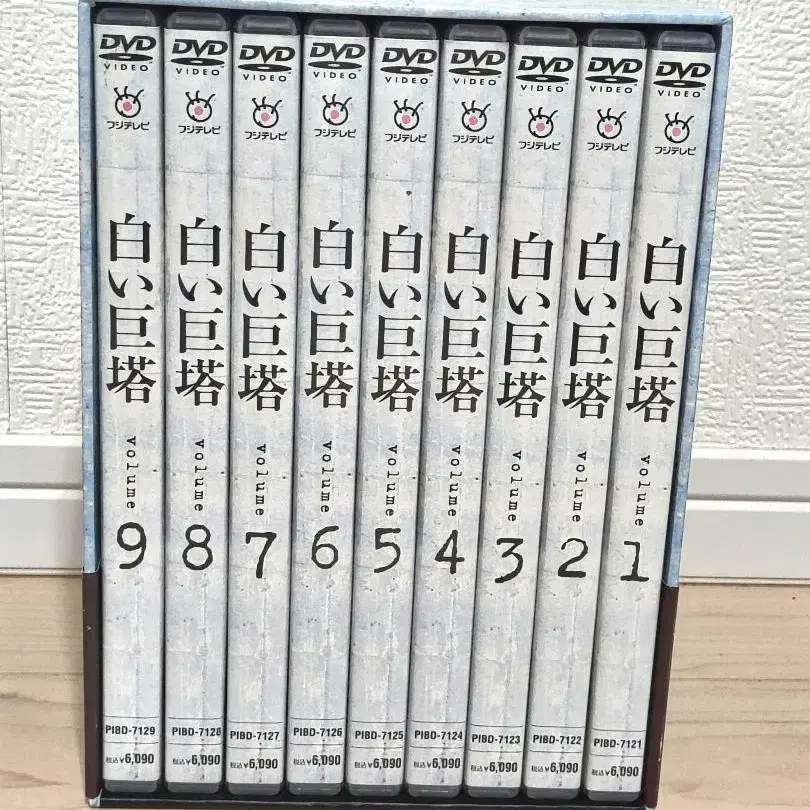 DVD
VIDEO
フジテレビ
白い巨塔
volume
9
PIBD-7129
税込¥6,090
DVD
VIDEO
フジテレビ
白い巨塔
volume
8
PIBD-7128
税込¥6,090
DVD
VIDEO
フジテレビ
白い巨塔
volume
7
PIBD-7127
税込¥6,090
DVD
VIDEO
フジテレビ
白い巨塔
volume
6
PIBD-7126
税込¥6,090
DVD
VIDEO
フジテレビ
白い巨塔
volume
5
PIBD-7125
税込¥6,090
DVD
VIDEO
フジテレビ
白い巨塔
volume
4
PIBD-7124
税込¥6,090
DVD
VIDEO
フジテレビ
白い巨塔
volume
3
PIBD-7123
税込¥6,090
DVD
VIDEO
フジテレビ
白い巨塔
volume
2
PIBD-7122
税込¥6,090
DVD
VIDEO
フジテレビ
白い巨塔
volume
1
PIBD-7121
税込¥6,090